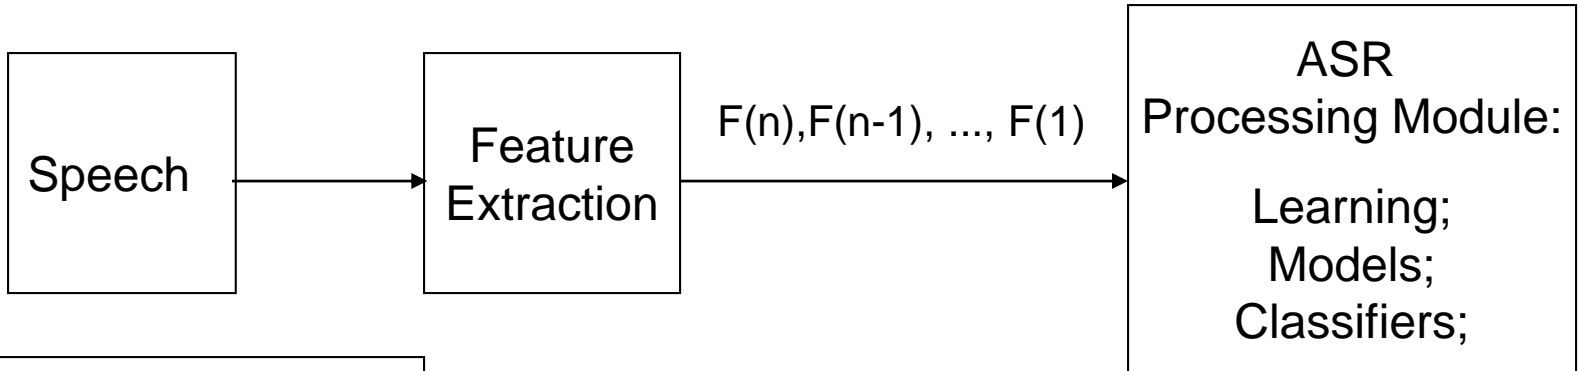 Speech
Feature
Extraction
F(n),F(n-1), ..., F(1)
ASR
Processing Module:
Learning;
Models;
Classifiers;